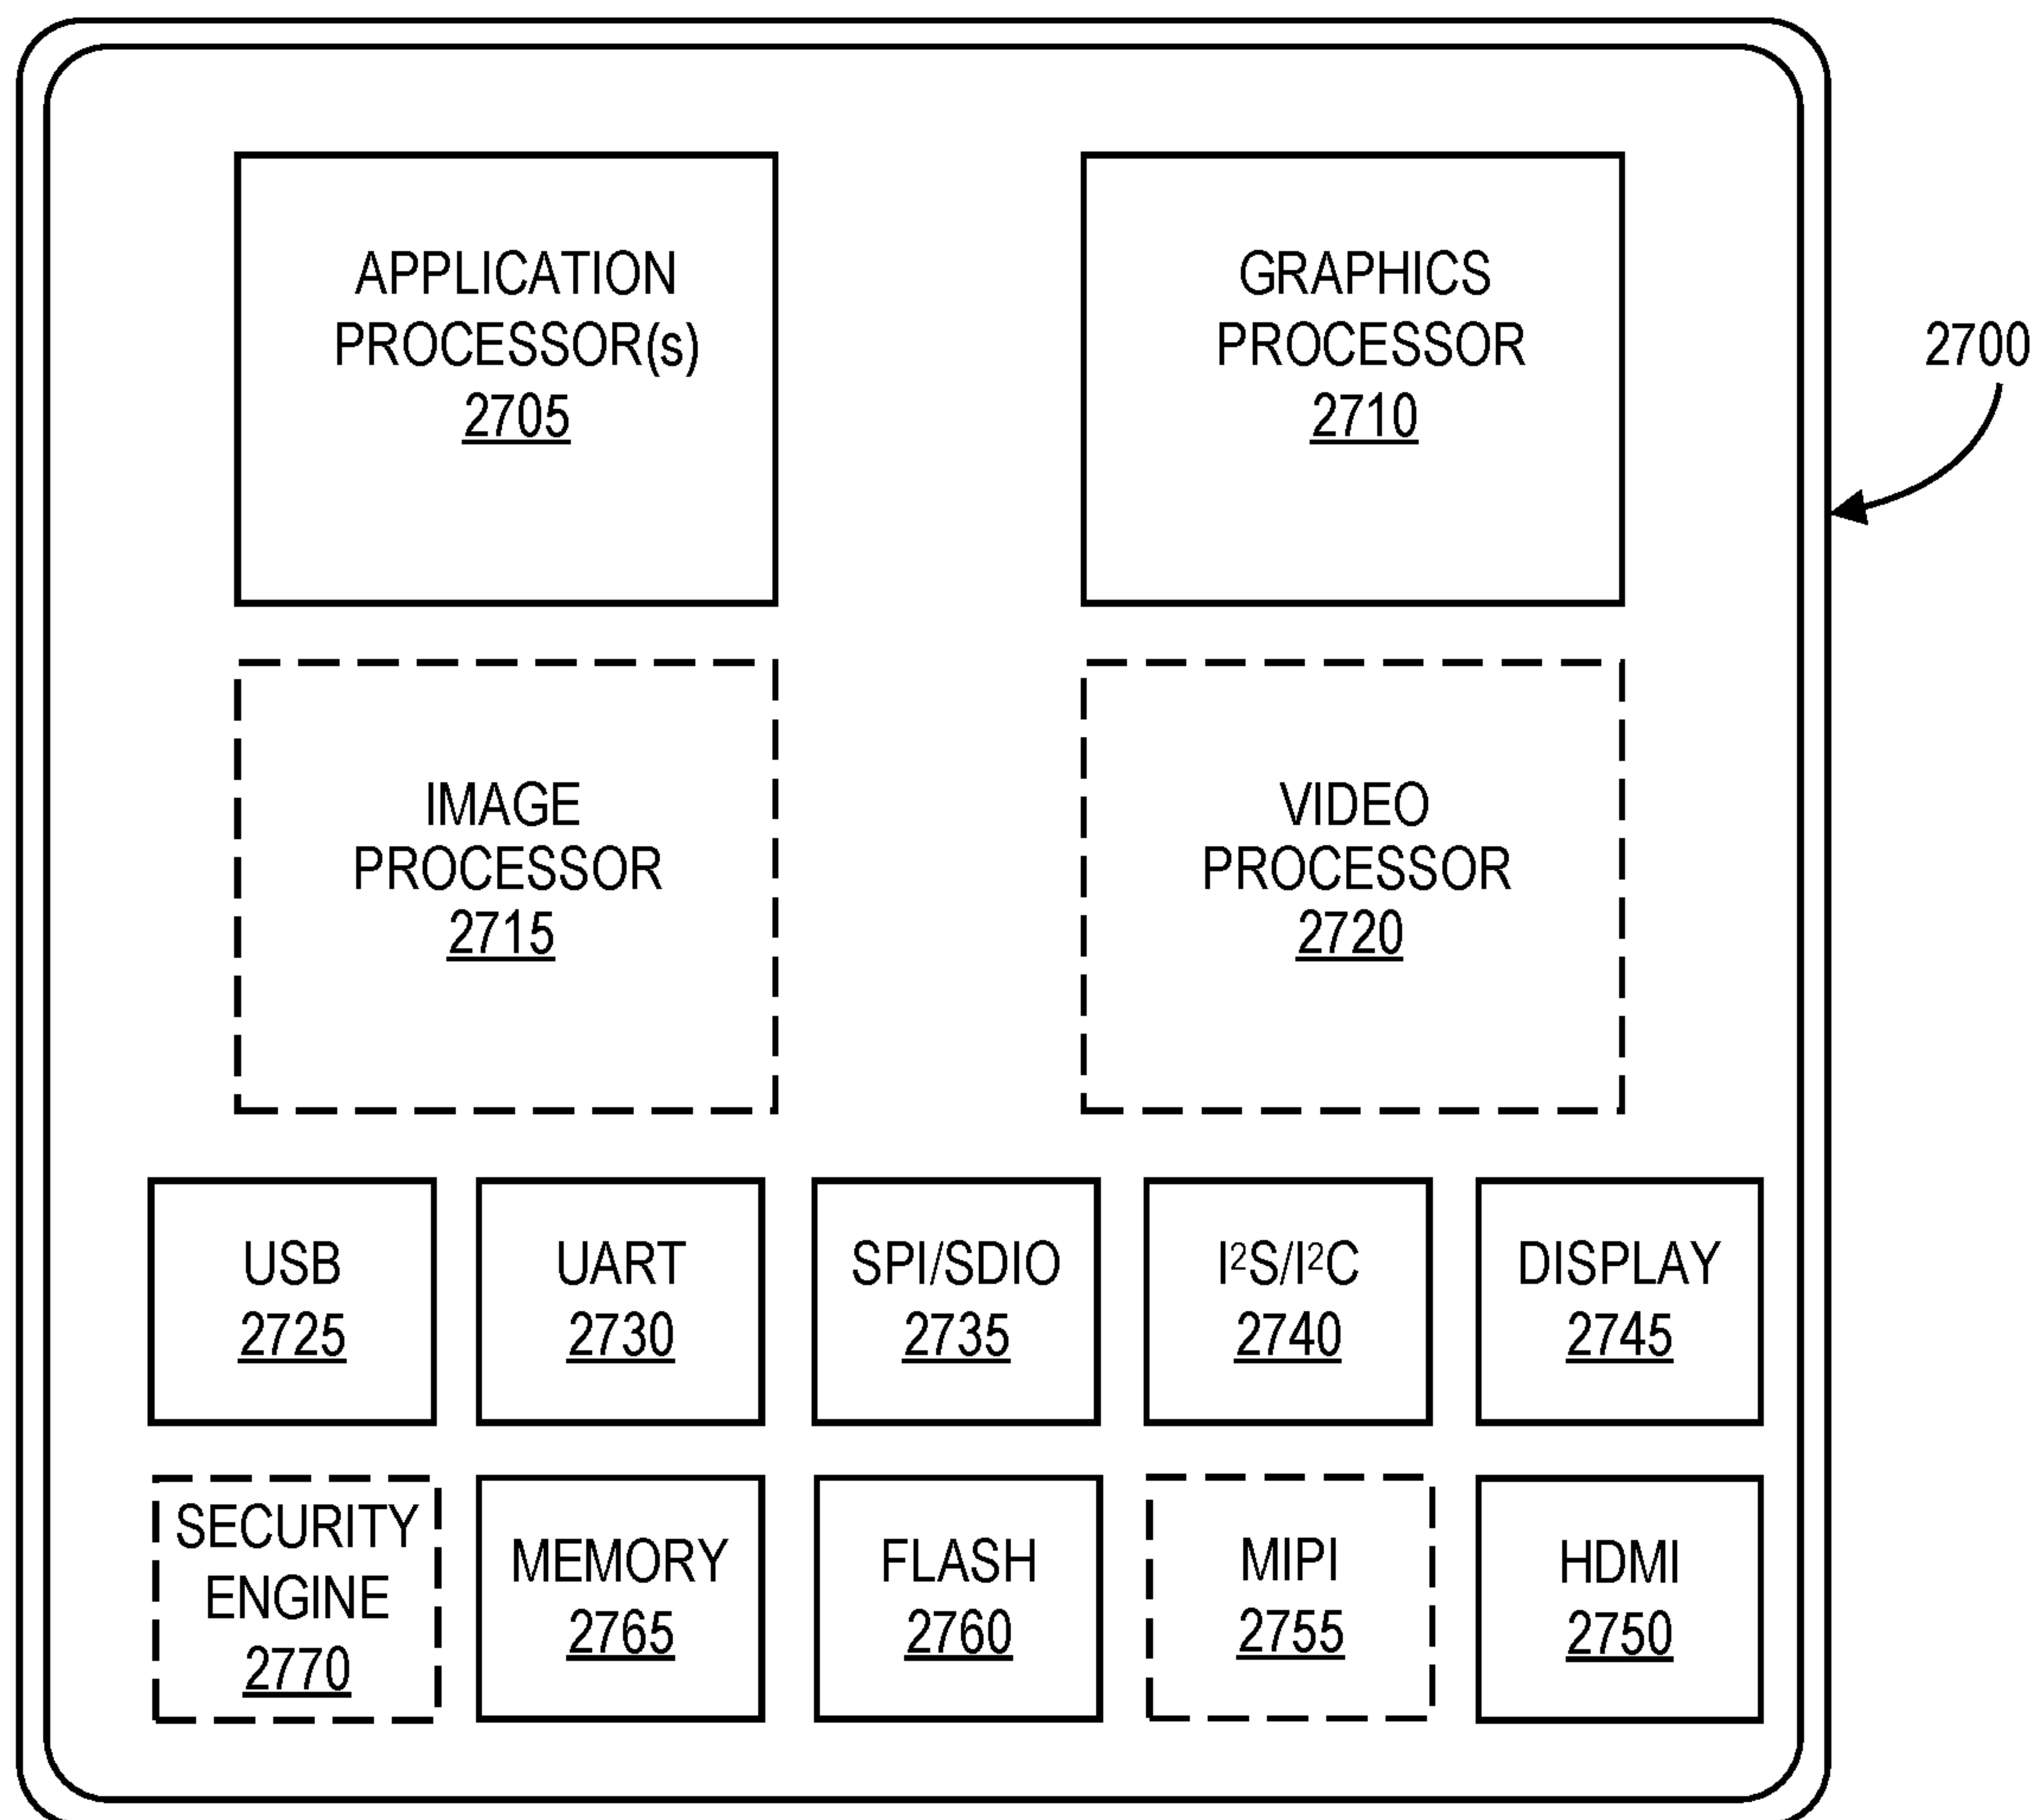 APPLICATION
PROCESSOR(s)
2705
GRAPHICS
PROCESSOR
2710
2700
IMAGE
PROCESSOR
2715
VIDEO
PROCESSOR
2720
USB
2725
UART
2730
SPI/SDIO
2735
I²S/I²C
2740
DISPLAY
2745
SECURITY
ENGINE
2770
MEMORY
2765
FLASH
2760
MIPI
2755
HDMI
2750